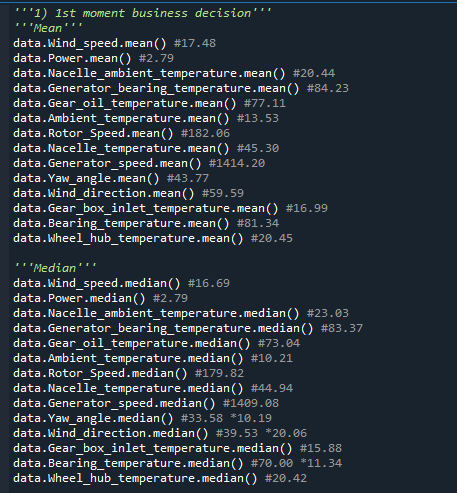 '''1) 1st moment business decision'''
'''Mean'''
data.Wind_speed.mean() #17.48
data.Power.mean() #2.79
data.Nacelle_ambient_temperature.mean() #20.44
data.Generator_bearing_temperature.mean() #84.23
data.Gear_oil_temperature.mean() #77.11
data.Ambient_temperature.mean() #13.53
data.Rotor_Speed.mean() #182.06
data.Nacelle_temperature.mean() #45.30
data.Generator_speed.mean() #1414.20
data.Yaw_angle.mean() #43.77
data.Wind_direction.mean() #59.59
data.Gear_box_inlet_temperature.mean() #16.99
data.Bearing_temperature.mean() #81.34
data.Wheel_hub_temperature.mean() #20.45
'''Median'''
data.Wind_speed.median() #16.69
data.Power.median() #2.79
data.Nacelle_ambient_temperature.median() #23.03
data.Generator_bearing_temperature.median() #83.37
data.Gear_oil_temperature.median() #73.04
data.Ambient_temperature.median() #10.21
data.Rotor_Speed.median() #179.82
data.Nacelle_temperature.median() #44.94
data.Generator_speed.median() #1409.08
data.Yaw_angle.median() #33.58 *10.19
data.Wind_direction.median() #39.53 *20.06
data.Gear_box_inlet_temperature.median() #15.88
data.Bearing_temperature.median() #70.00 *11.34
data.Wheel_hub_temperature.median() #20.42